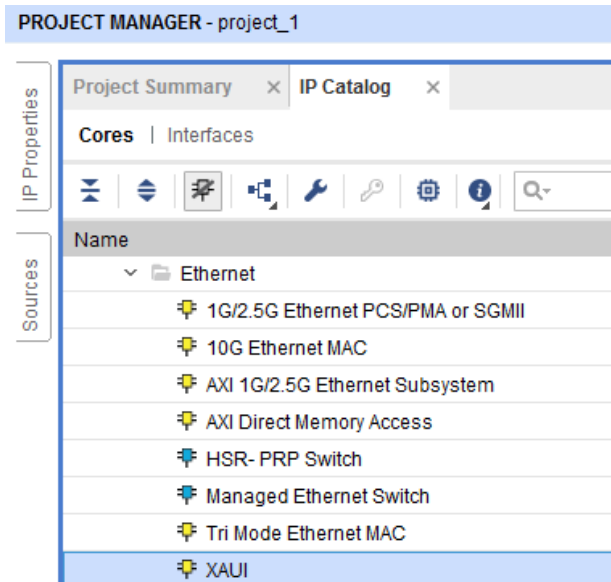 PROJECT MANAGER - project_1
IP Properties
Sources
Project Summary
IP Catalog
Cores | Interfaces
Name
Ethernet
1G/2.5G Ethernet PCS/PMA or SGMII
10G Ethernet MAC
AXI 1G/2.5G Ethernet Subsystem
AXI Direct Memory Access
HSR- PRP Switch
Managed Ethernet Switch
Tri Mode Ethernet MAC
XAUI